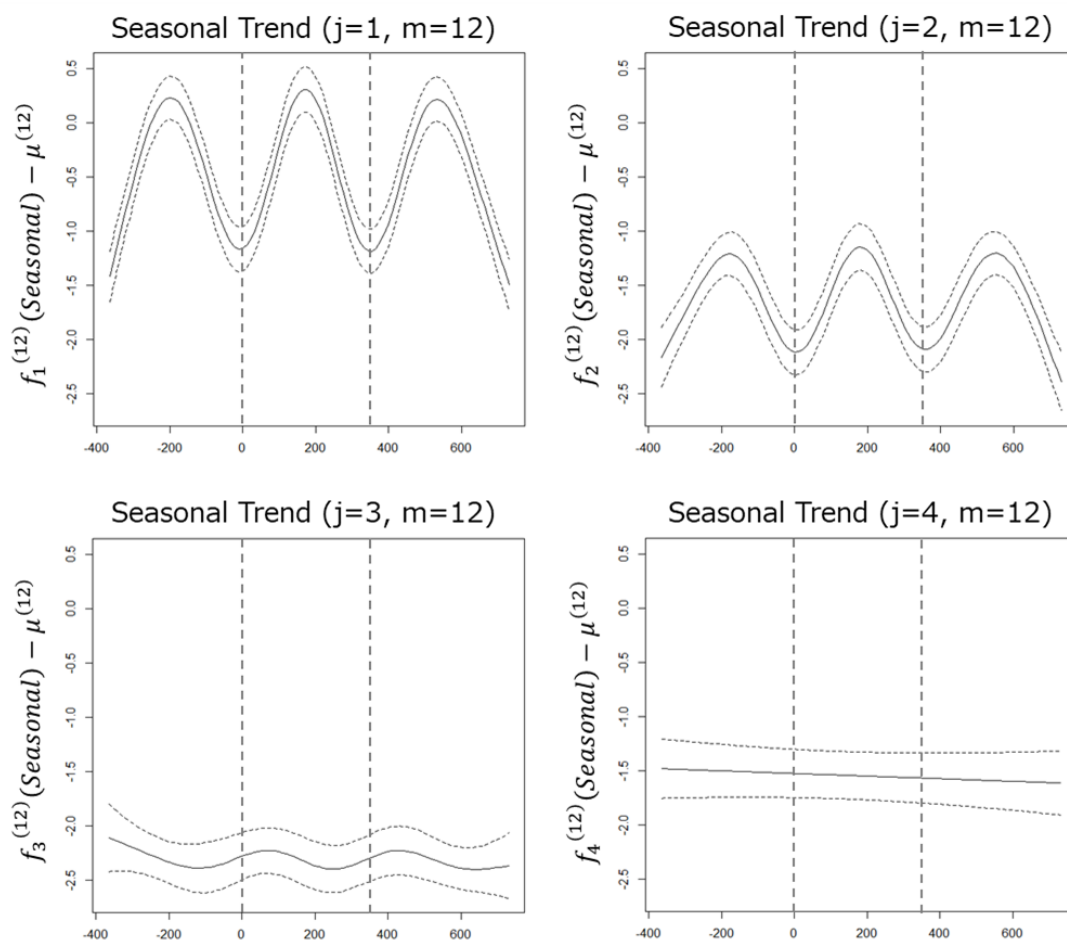 Seasonal Trend (j=1, m=12)
f₁⁽¹²⁾(Seasonal) − μ⁽¹²⁾
0.5
0.0
-0.5
-1.0
-1.5
-2.0
-2.5
-400 -200 0 200 400 600
Seasonal Trend (j=2, m=12)
f₂⁽¹²⁾(Seasonal) − μ⁽¹²⁾
0.5
0.0
-0.5
-1.0
-1.5
-2.0
-2.5
-400 -200 0 200 400 600
Seasonal Trend (j=3, m=12)
f₃⁽¹²⁾(Seasonal) − μ⁽¹²⁾
0.5
0.0
-0.5
-1.0
-1.5
-2.0
-2.5
-400 -200 0 200 400 600
Seasonal Trend (j=4, m=12)
f₄⁽¹²⁾(Seasonal) − μ⁽¹²⁾
0.5
0.0
-0.5
-1.0
-1.5
-2.0
-2.5
-400 -200 0 200 400 600